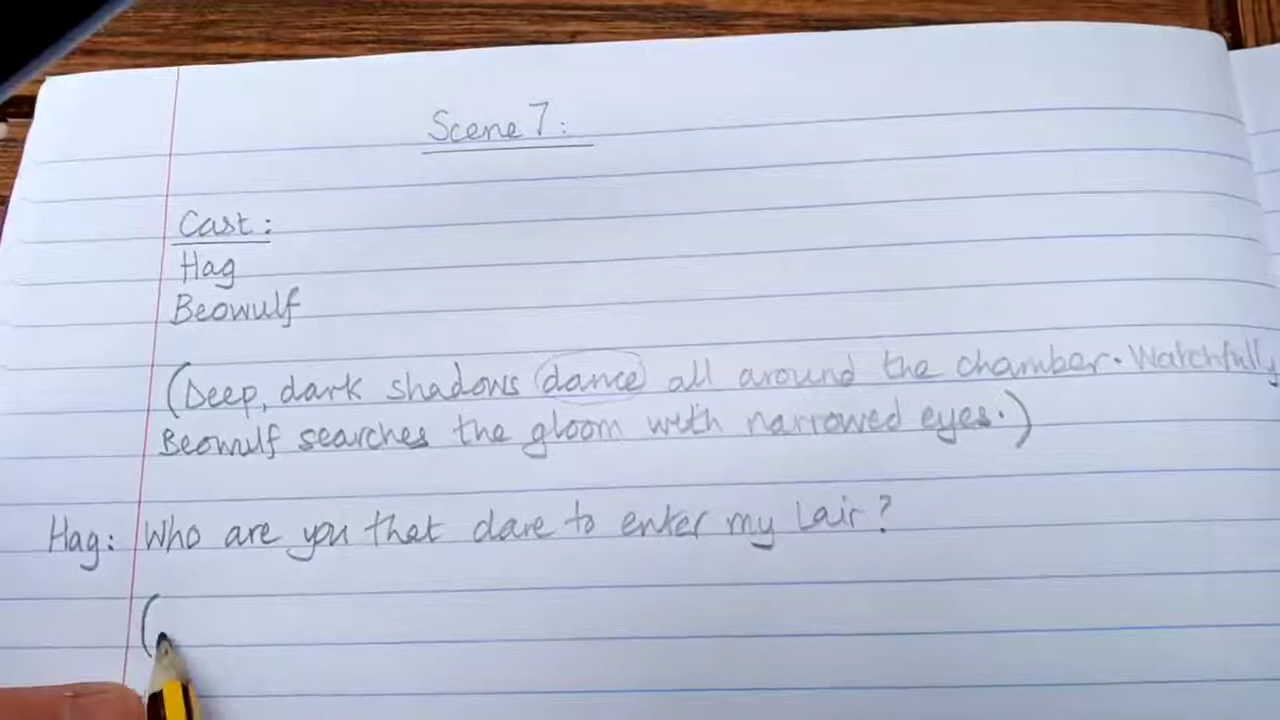 Scene 7:
Cast:
Hag
Beowulf
(Deep, dark shadows dance all around the chamber. Watchfully
Beowulf searches the gloom with narrowed eyes.)
Hag: Who are you that dare to enter my lair?
(